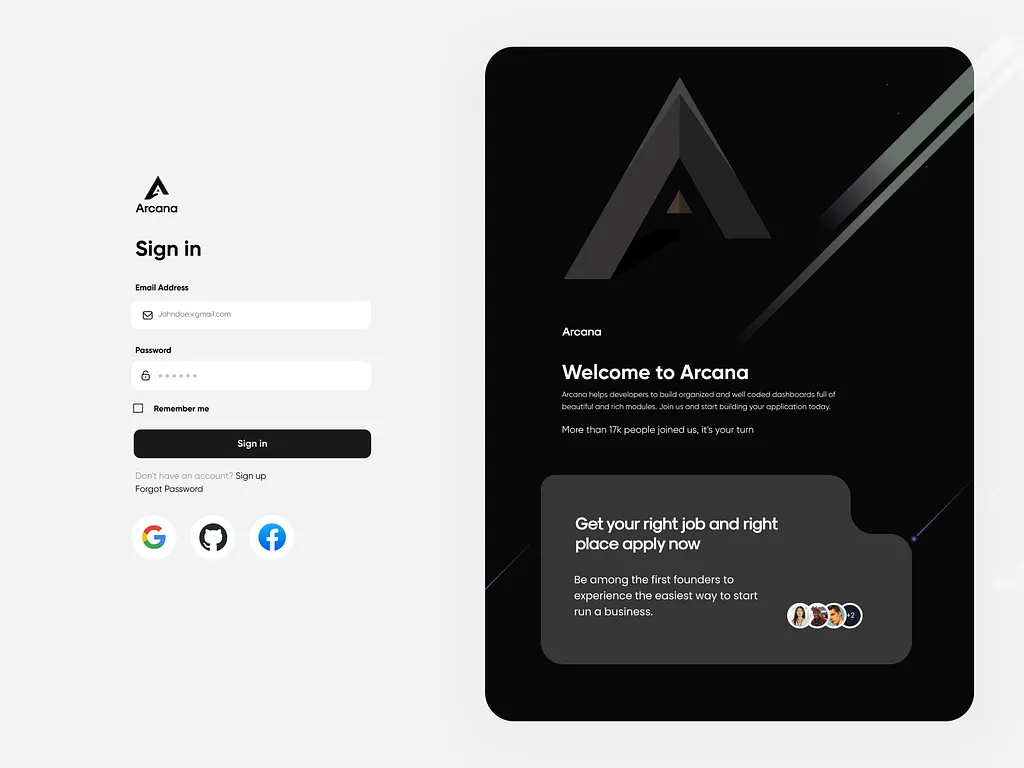 Arcana
Sign in
Email Address
Johndoe@gmail.com
Password
Remember me
Sign in
Don't have an account? Sign up
Forgot Password
Arcana
Welcome to Arcana
Arcana helps developers to build organized and well coded dashboards full of
beautiful and rich modules. Join us and start building your application today.
More than 17k people joined us, it's your turn
Get your right job and right
place apply now
Be among the first founders to
experience the easiest way to start
run a business.
+2